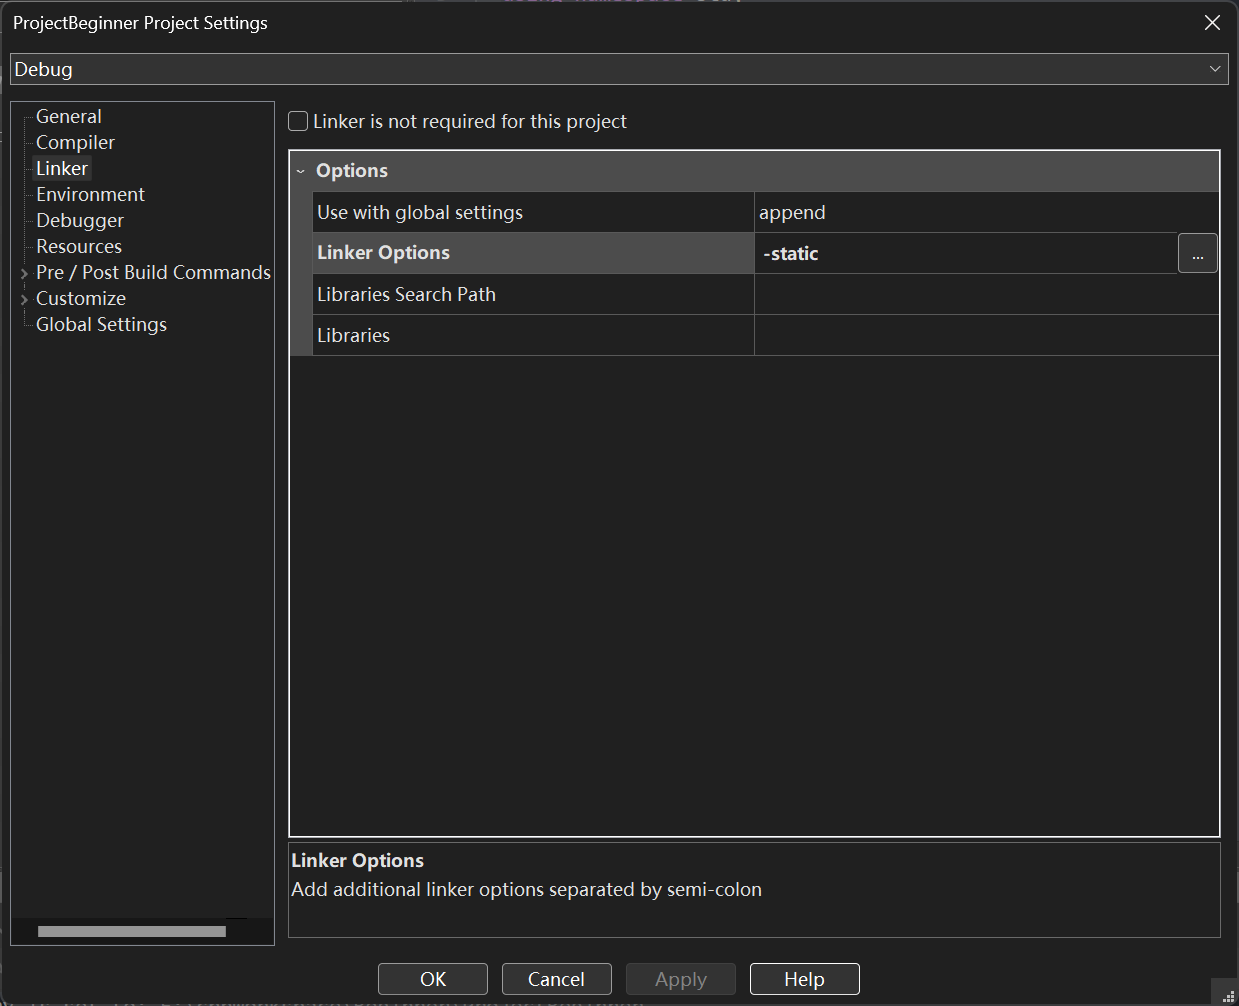 ProjectBeginner Project Settings
Debug
General
Compiler
Linker
Environment
Debugger
Resources
Pre / Post Build Commands
Customize
Global Settings
Linker is not required for this project
Options
Use with global settings append
Linker Options -static ...
Libraries Search Path
Libraries
Linker Options
Add additional linker options separated by semi-colon
OK Cancel Apply Help